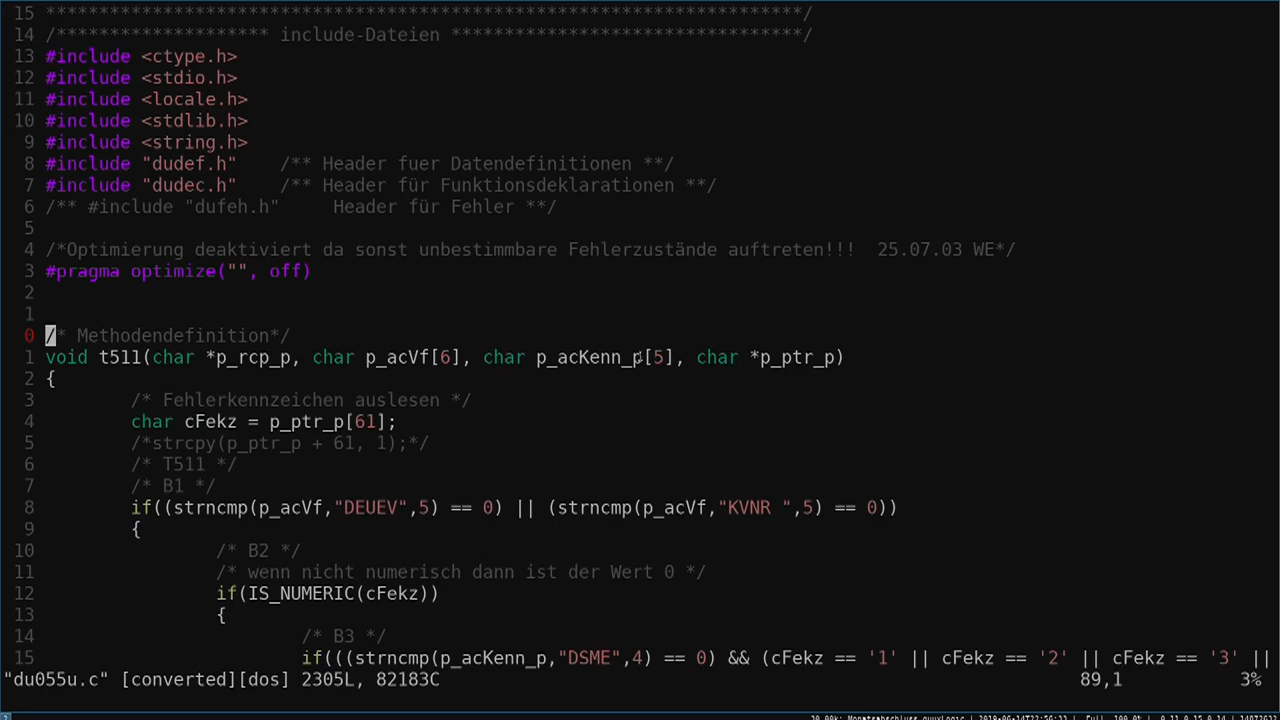 15 ***********************************************************************/
14 /******************** include-Dateien *********************************/
13 #include <ctype.h>
12 #include <stdio.h>
11 #include <locale.h>
10 #include <stdlib.h>
9 #include <string.h>
8 #include "dudef.h"    /** Header fuer Datendefinitionen **/
7 #include "dudec.h"    /** Header für Funktionsdeklarationen **/
6 /** #include "dufeh.h"     Header für Fehler **/
5
4 /*Optimierung deaktiviert da sonst unbestimmbare Fehlerzustände auftreten!!!  25.07.03 WE*/
3 #pragma optimize("", off)
2
1
0 /* Methodendefinition*/
1 void t511(char *p_rcp_p, char p_acVf[6], char p_acKenn_p[5], char *p_ptr_p)
2 {
3         /* Fehlerkennzeichen auslesen */
4         char cFekz = p_ptr_p[61];
5         /*strcpy(p_ptr_p + 61, 1);*/
6         /* T511 */
7         /* B1 */
8         if((strncmp(p_acVf,"DEUEV",5) == 0) || (strncmp(p_acVf,"KVNR ",5) == 0))
9         {
10                 /* B2 */
11                 /* wenn nicht numerisch dann ist der Wert 0 */
12                 if(IS_NUMERIC(cFekz))
13                 {
14                         /* B3 */
15                         if(((strncmp(p_acKenn_p,"DSME",4) == 0) && (cFekz == '1' || cFekz == '2' || cFekz == '3' ||
"du055u.c" [converted][dos] 2305L, 82183C 89,1 3%